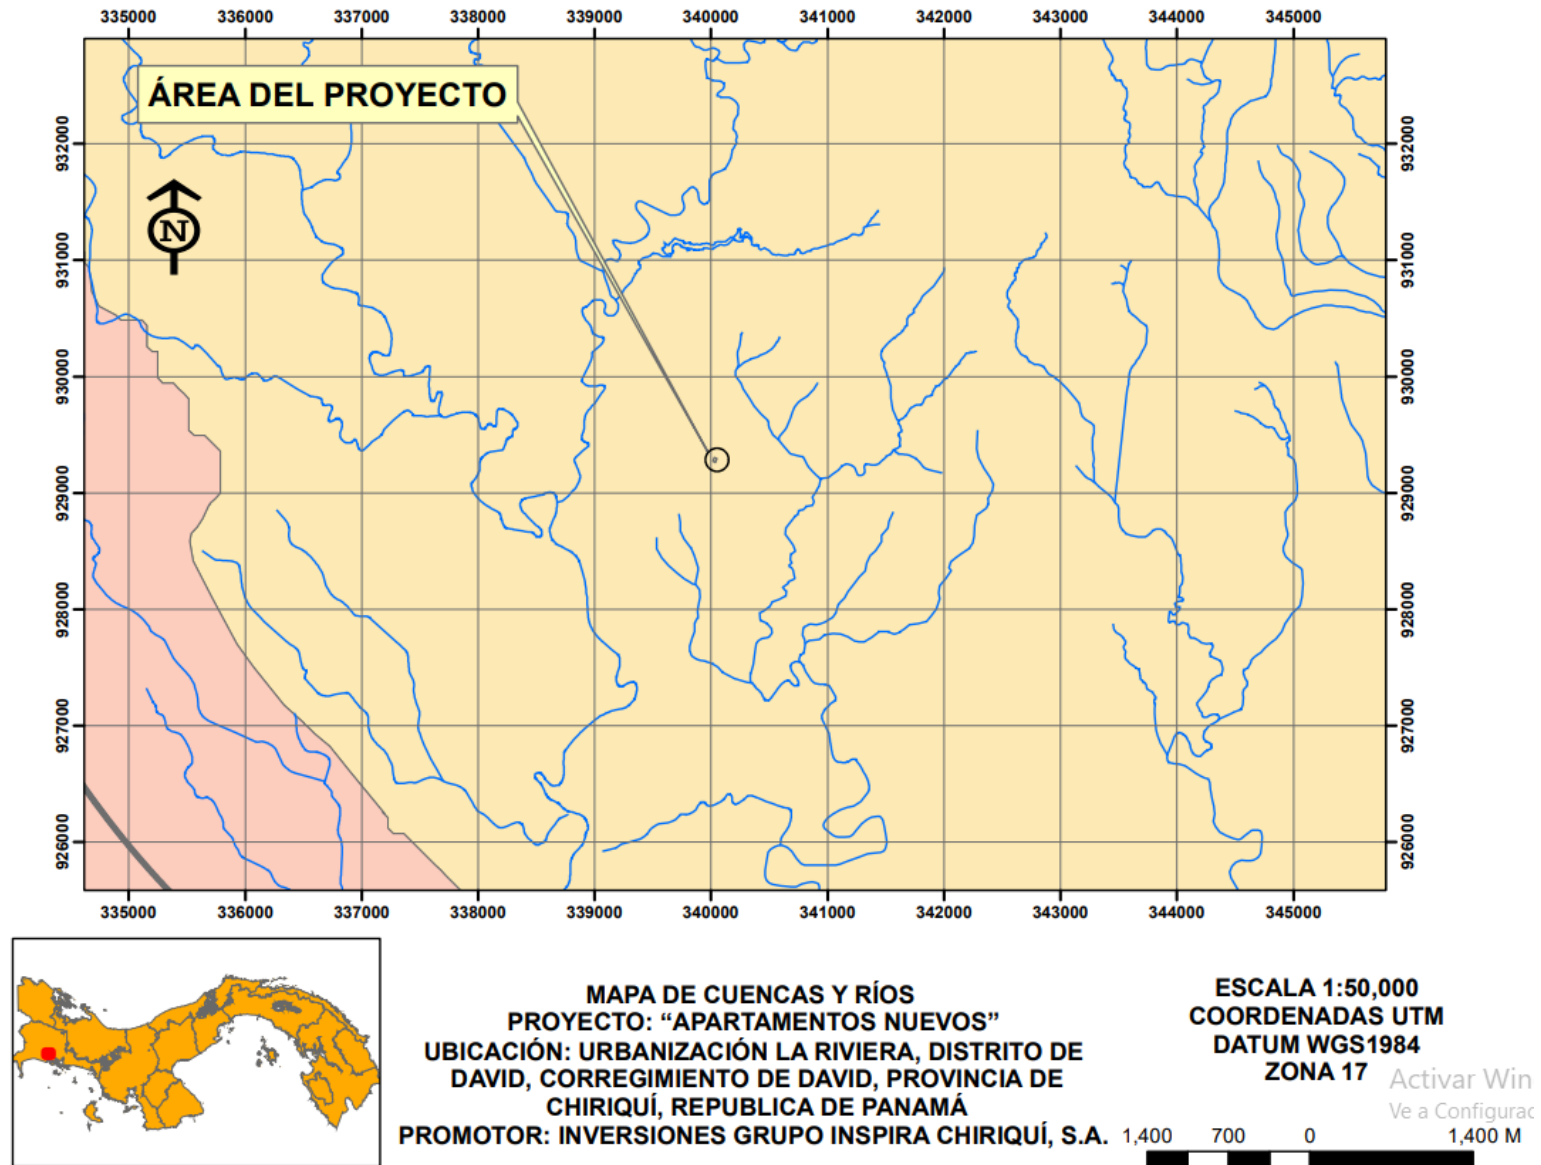 335000 336000 337000 338000 339000 340000 341000 342000 343000 344000 345000
ÁREA DEL PROYECTO
932000 932000
N
931000 931000
930000 930000
929000 929000
928000 928000
927000 927000
926000 926000
335000 336000 337000 338000 339000 340000 341000 342000 343000 344000 345000
MAPA DE CUENCAS Y RÍOS
PROYECTO: “APARTAMENTOS NUEVOS”
UBICACIÓN: URBANIZACIÓN LA RIVIERA, DISTRITO DE
DAVID, CORREGIMIENTO DE DAVID, PROVINCIA DE
CHIRIQUÍ, REPUBLICA DE PANAMÁ
PROMOTOR: INVERSIONES GRUPO INSPIRA CHIRIQUÍ, S.A.
ESCALA 1:50,000
COORDENADAS UTM
DATUM WGS1984
ZONA 17
Activar Win
Ve a Configurac
1,400 700 0 1,400 M